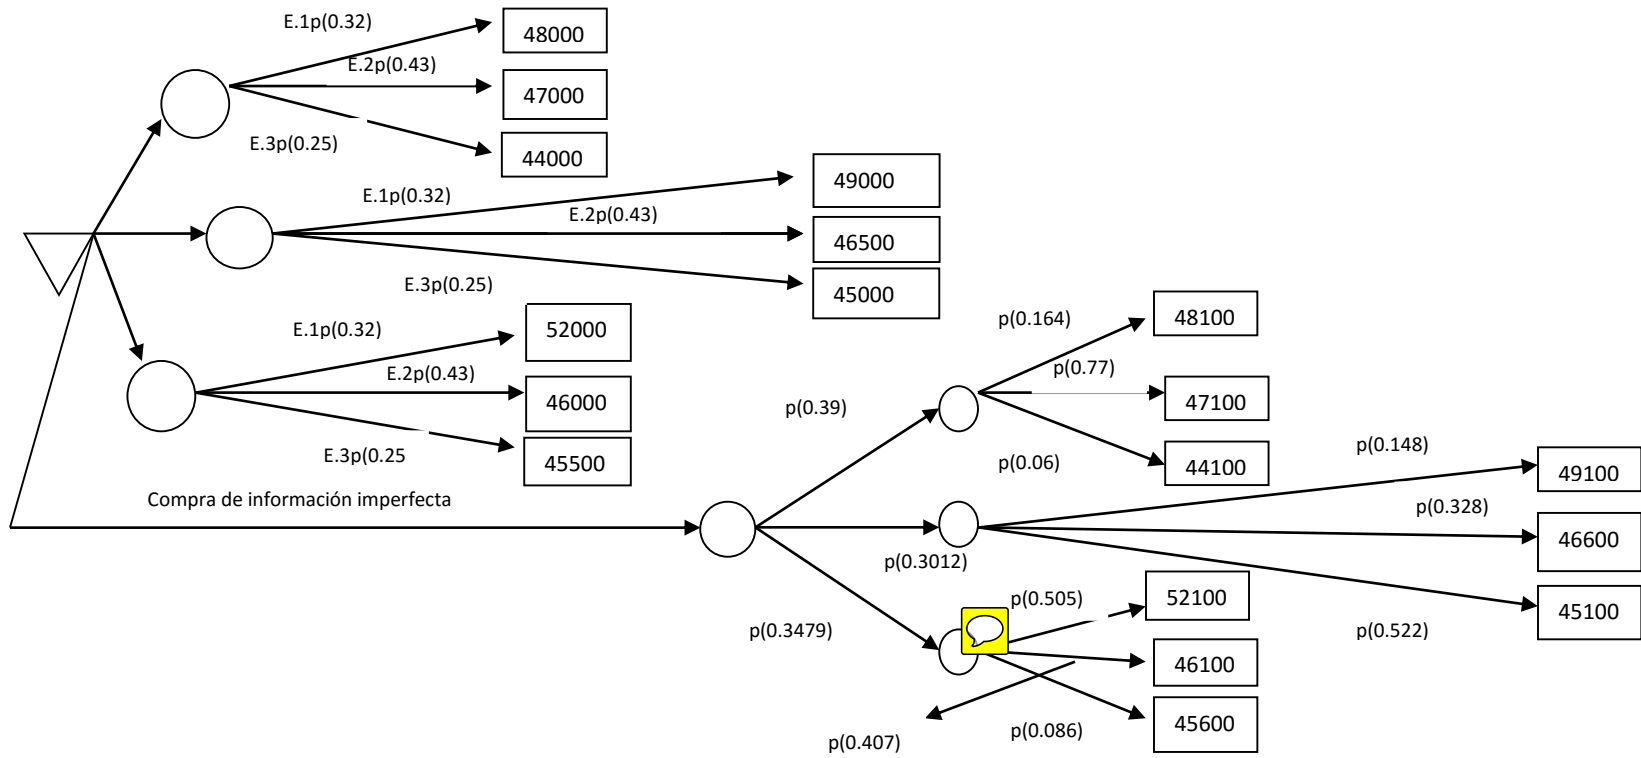 E.1p(0.32)
48000
E.2p(0.43)
47000
E.3p(0.25)
44000
E.1p(0.32)
49000
E.2p(0.43)
46500
E.3p(0.25)
45000
E.1p(0.32)
52000
E.2p(0.43)
46000
E.3p(0.25
45500
Compra de información imperfecta
p(0.39)
p(0.164)
48100
p(0.77)
47100
p(0.06)
44100
p(0.3012)
p(0.148)
49100
p(0.328)
46600
p(0.522)
45100
p(0.3479)
p(0.505)
52100
p(0.407)
46100
p(0.086)
45600